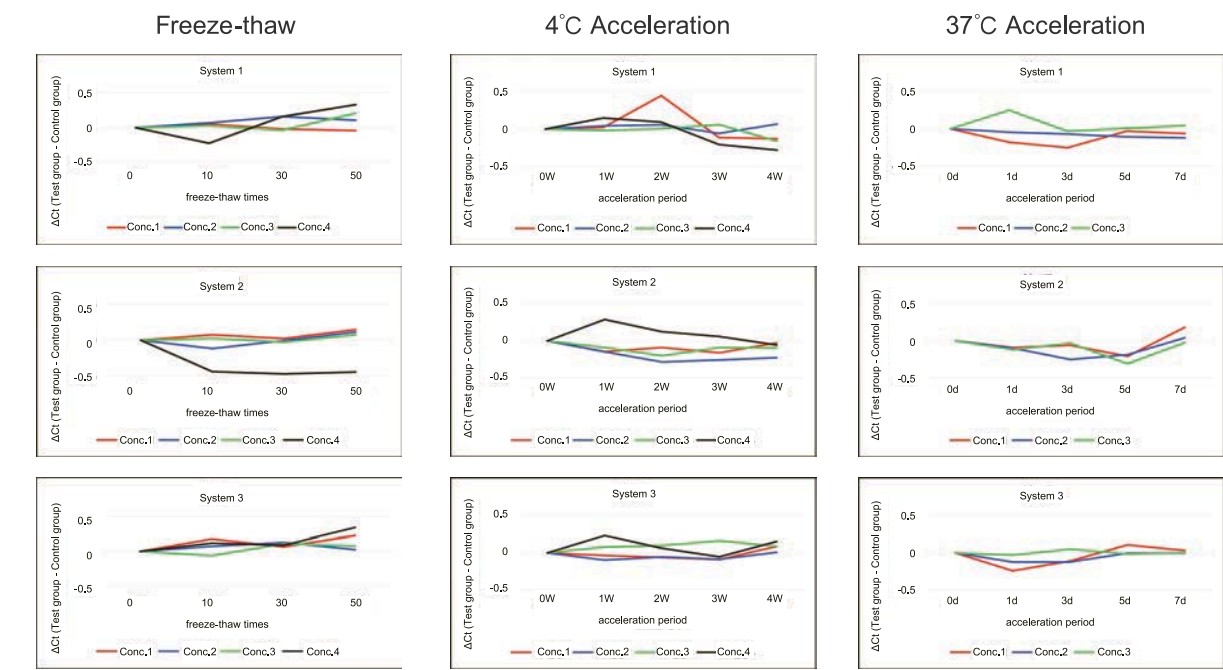 Freeze-thaw
4°C Acceleration
37°C Acceleration
System 1
ΔCt (Test group - Control group)
0.5
0
-0.5
0 10 30 50
freeze-thaw times
Conc.1 Conc.2 Conc.3 Conc.4
System 1
ΔCt (Test group - Control group)
0.5
0
-0.5
0W 1W 2W 3W 4W
acceleration period
Conc.1 Conc.2 Conc.3 Conc.4
System 1
ΔCt (Test group - Control group)
0.5
0
-0.5
0d 1d 3d 5d 7d
acceleration period
Conc.1 Conc.2 Conc.3
System 2
ΔCt (Test group - Control group)
0.5
0
-0.5
0 10 30 50
freeze-thaw times
Conc.1 Conc.2 Conc.3 Conc.4
System 2
ΔCt (Test group - Control group)
0.5
0
-0.5
0W 1W 2W 3W 4W
acceleration period
Conc.1 Conc.2 Conc.3 Conc.4
System 2
ΔCt (Test group - Control group)
0.5
0
-0.5
0d 1d 3d 5d 7d
acceleration period
Conc.1 Conc.2 Conc.3
System 3
ΔCt (Test group - Control group)
0.5
0
-0.5
0 10 30 50
freeze-thaw times
Conc.1 Conc.2 Conc.3 Conc.4
System 3
ΔCt (Test group - Control group)
0.5
0
-0.5
0W 1W 2W 3W 4W
acceleration period
Conc.1 Conc.2 Conc.3 Conc.4
System 3
ΔCt (Test group - Control group)
0.5
0
-0.5
0d 1d 3d 5d 7d
acceleration period
Conc.1 Conc.2 Conc.3